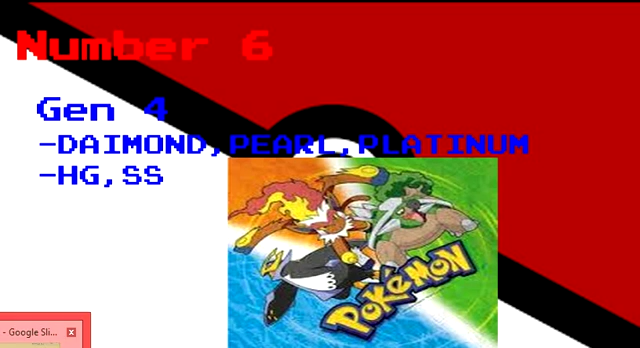 Number 6
Gen 4
-DAIMOND,PEARL,PLATINUM
-HG,SS
POKéMON
- Google Sli...